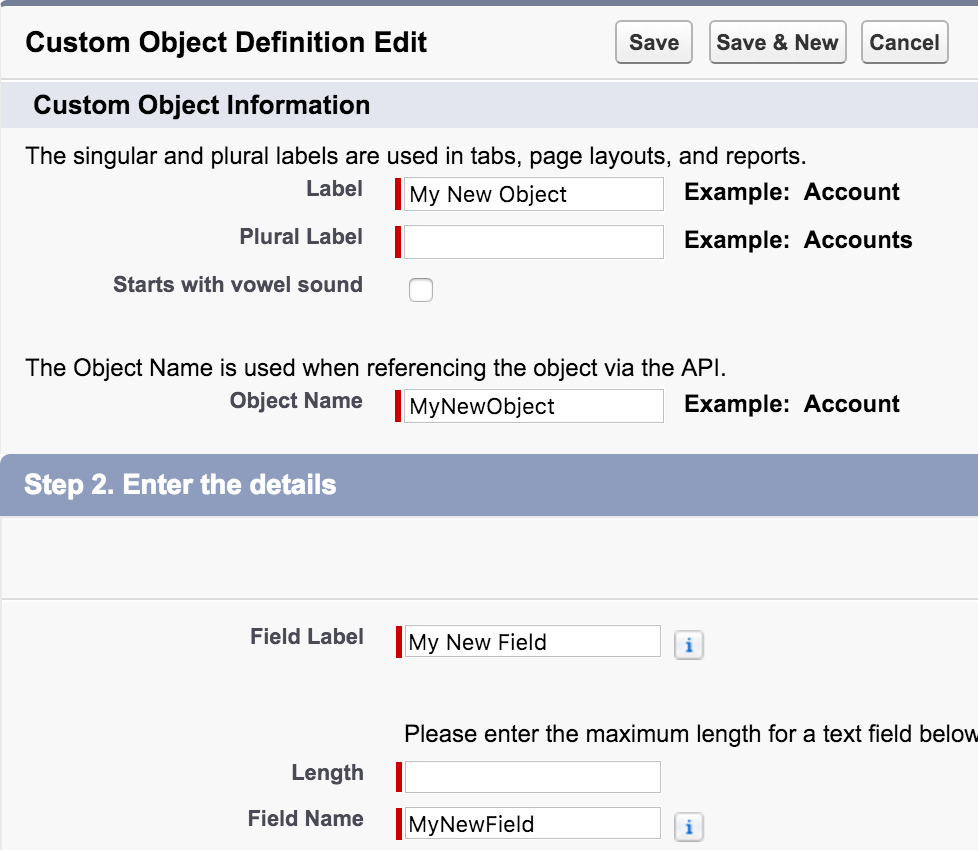 Custom Object Definition Edit Save Save & New Cancel
Custom Object Information
The singular and plural labels are used in tabs, page layouts, and reports.
Label My New Object Example: Account
Plural Label Example: Accounts
Starts with vowel sound
The Object Name is used when referencing the object via the API.
Object Name MyNewObject Example: Account
Step 2. Enter the details
Field Label My New Field i
Please enter the maximum length for a text field below
Length
Field Name MyNewField i